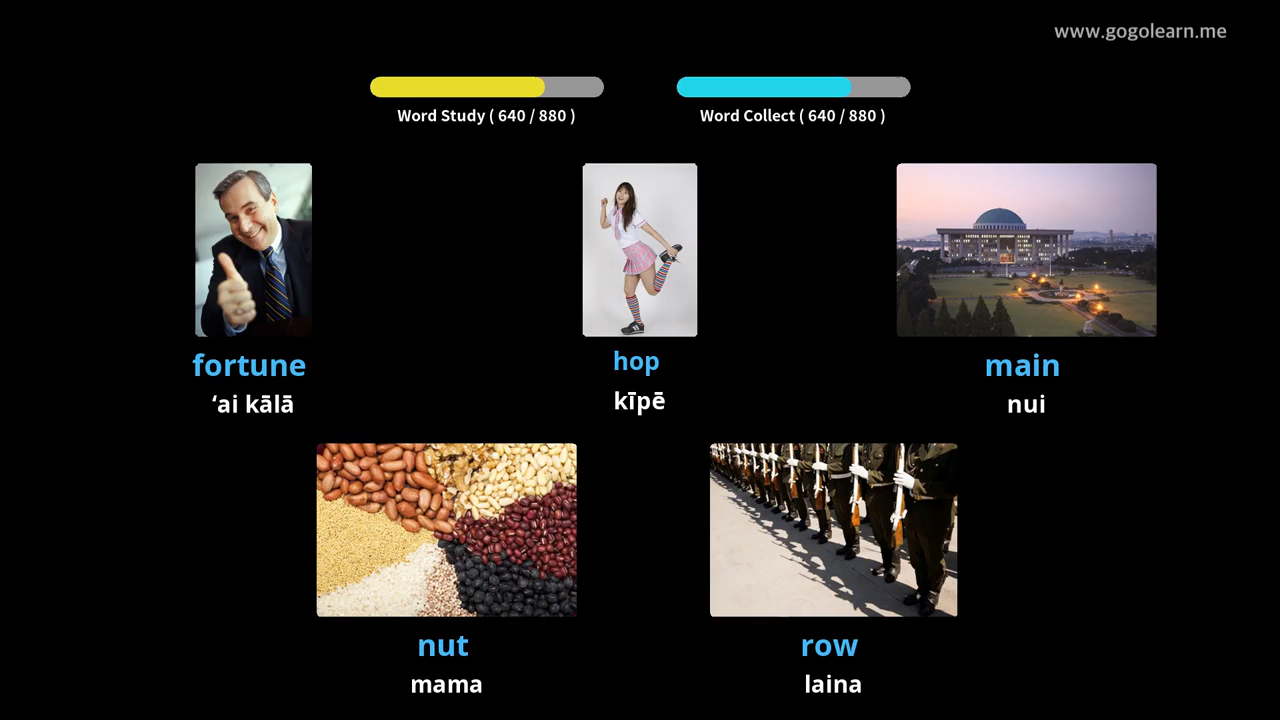 www.gogolearn.me
Word Study ( 640 / 880 )
Word Collect ( 640 / 880 )
fortune
ʻai kālā
hop
kīpē
main
nui
nut
mama
row
laina